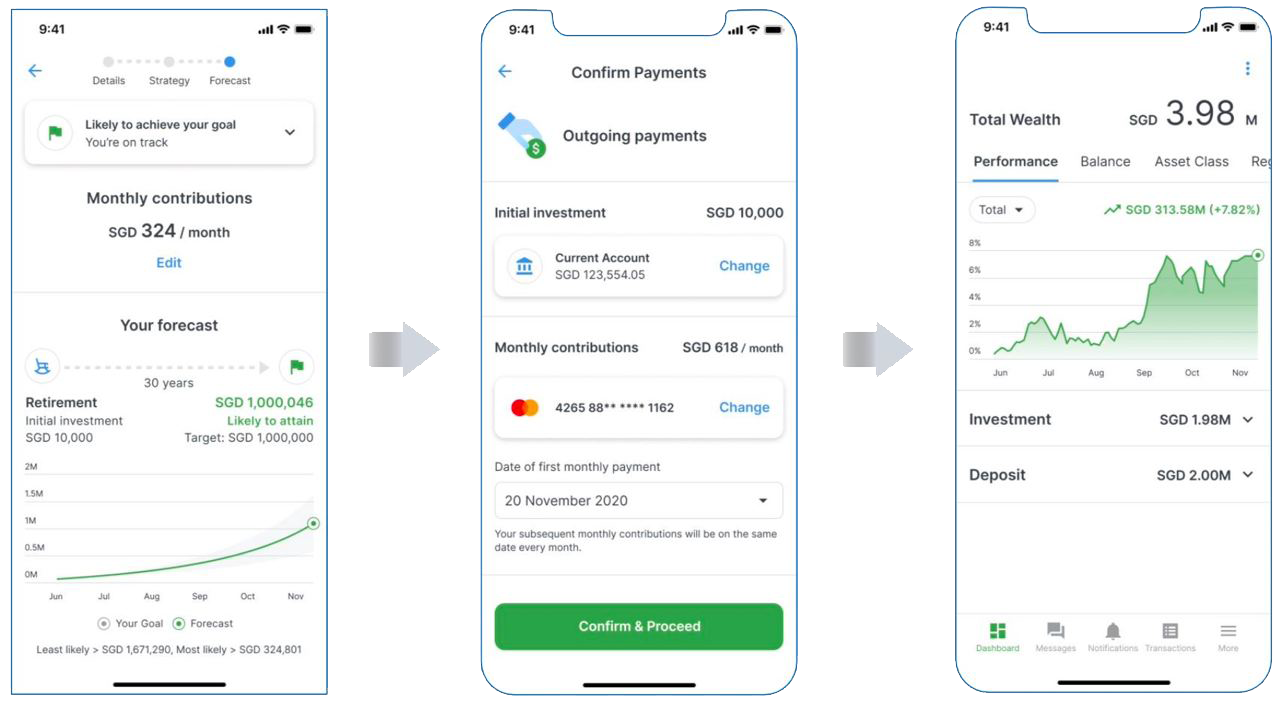 9:41
Details Strategy Forecast
Likely to achieve your goal
You're on track
Monthly contributions
SGD 324 / month
Edit
Your forecast
30 years
Retirement SGD 1,000,046
Initial investment Likely to attain
SGD 10,000 Target: SGD 1,000,000
2M
1.5M
1M
0.5M
0M
Jun Jul Aug Sep Oct Nov
Your Goal Forecast
Least likely > SGD 1,671,290, Most likely > SGD 324,801
9:41
Confirm Payments
$
Outgoing payments
Initial investment SGD 10,000
Current Account
SGD 123,554.05
Change
Monthly contributions SGD 618 / month
4265 88** **** 1162 Change
Date of first monthly payment
20 November 2020
Your subsequent monthly contributions will be on the same
date every month.
Confirm & Proceed
9:41
Total Wealth SGD 3.98 M
Performance Balance Asset Class Reg
Total SGD 313.58M (+7.82%)
8%
6%
4%
2%
0%
Jun Jul Aug Sep Oct Nov
Investment SGD 1.98M
Deposit SGD 2.00M
Dashboard Messages Notifications Transactions More